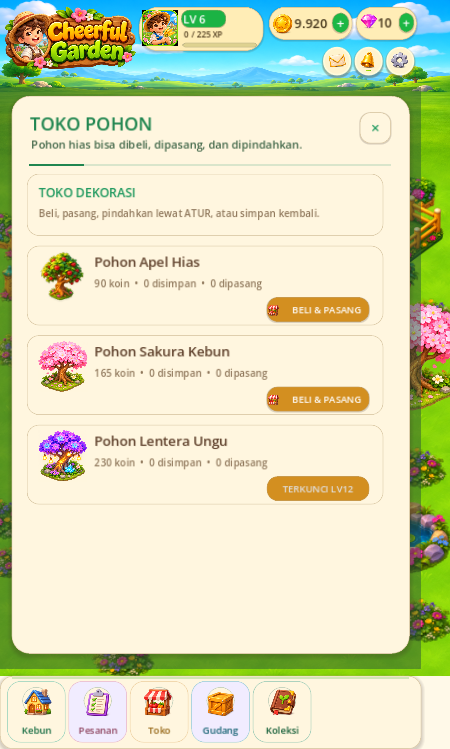 Cheerful
Garden
LV 6
0 / 225 XP
9.920 +
10 +
TOKO POHON
Pohon hias bisa dibeli, dipasang, dan dipindahkan.
×
TOKO DEKORASI
Beli, pasang, pindahkan lewat ATUR, atau simpan kembali.
Pohon Apel Hias
90 koin • 0 disimpan • 0 dipasang
BELI & PASANG
Pohon Sakura Kebun
165 koin • 0 disimpan • 0 dipasang
BELI & PASANG
Pohon Lentera Ungu
230 koin • 0 disimpan • 0 dipasang
TERKUNCI LV12
Kebun
Pesanan
Toko
Gudang
Koleksi